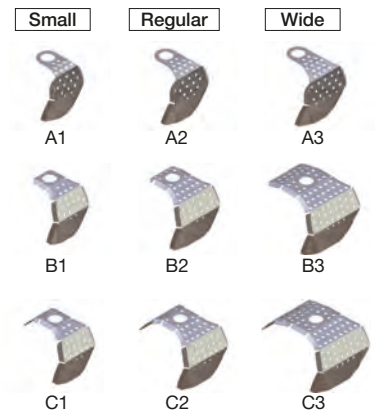 Small Regular Wide
A1 A2 A3
B1 B2 B3
C1 C2 C3